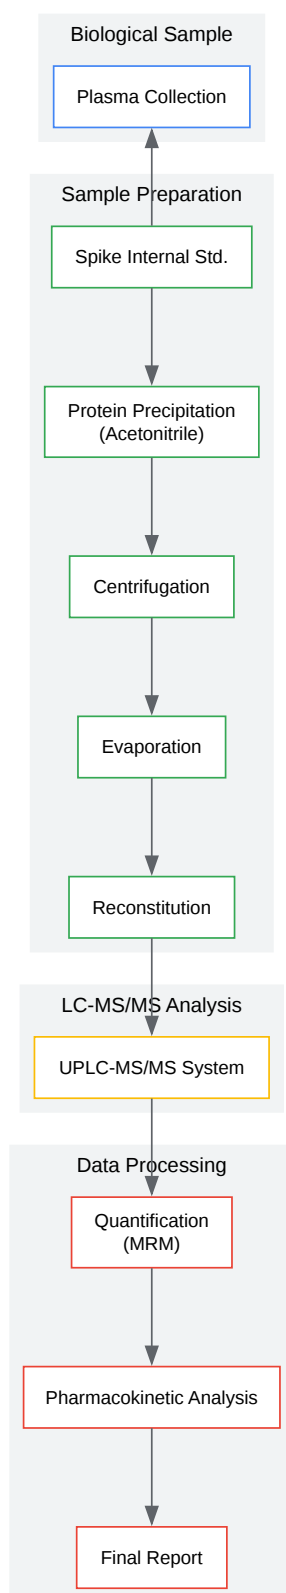 Biological Sample
Plasma Collection
Sample Preparation
Spike Internal Std.
Protein Precipitation
(Acetonitrile)
Centrifugation
Evaporation
Reconstitution
LC-MS/MS Analysis
UPLC-MS/MS System
Data Processing
Quantification
(MRM)
Pharmacokinetic Analysis
Final Report